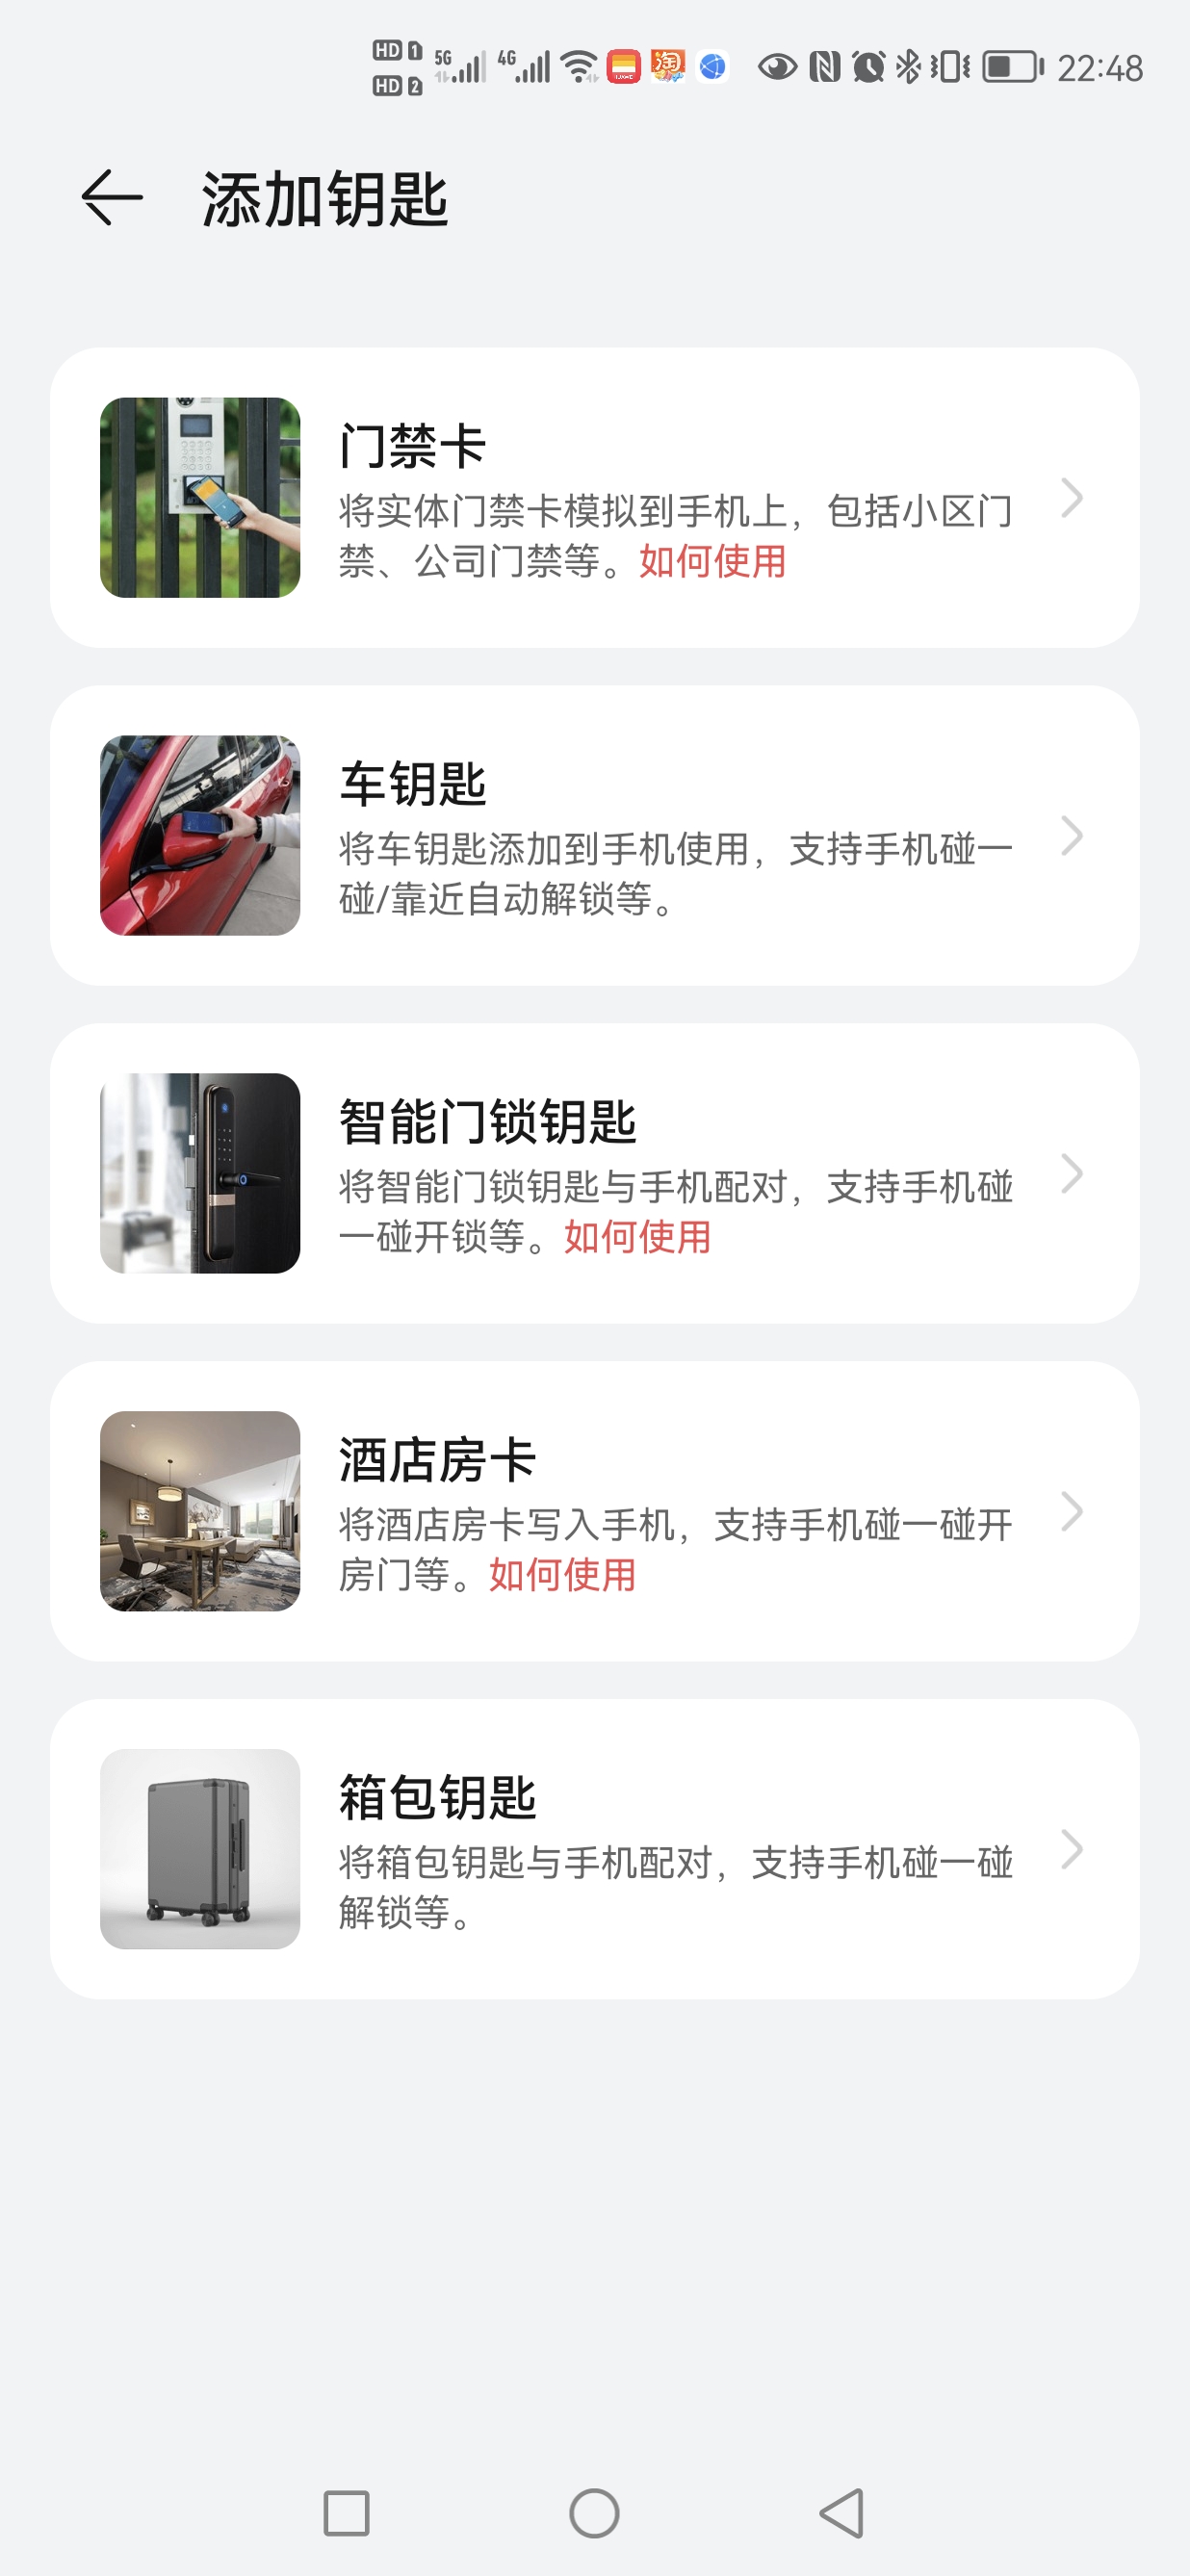 HD 1 5G 4G 淘 22:48
HD 2
添加钥匙
门禁卡
将实体门禁卡模拟到手机上，包括小区门
禁、公司门禁等。如何使用
车钥匙
将车钥匙添加到手机使用，支持手机碰一
碰/靠近自动解锁等。
智能门锁钥匙
将智能门锁钥匙与手机配对，支持手机碰
一碰开锁等。如何使用
酒店房卡
将酒店房卡写入手机，支持手机碰一碰开
房门等。如何使用
箱包钥匙
将箱包钥匙与手机配对，支持手机碰一碰
解锁等。